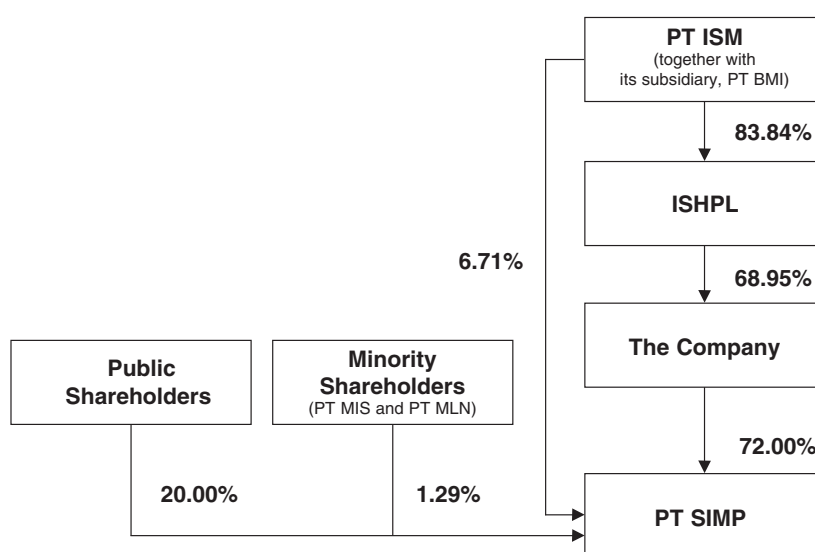 PT ISM
(together with
its subsidiary, PT BMI)
83.84%
ISHPL
6.71%
68.95%
The Company
Public
Shareholders
Minority
Shareholders
(PT MIS and PT MLN)
72.00%
20.00%
1.29%
PT SIMP